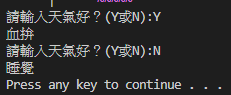 請輸入天氣好？(Y或N):Y
血拚
請輸入天氣好？(Y或N):N
睡覺
Press any key to continue . . .